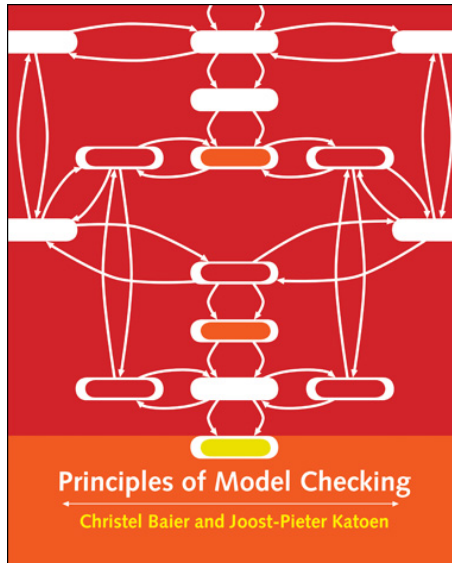 Principles of Model Checking
Christel Baier and Joost-Pieter Katoen